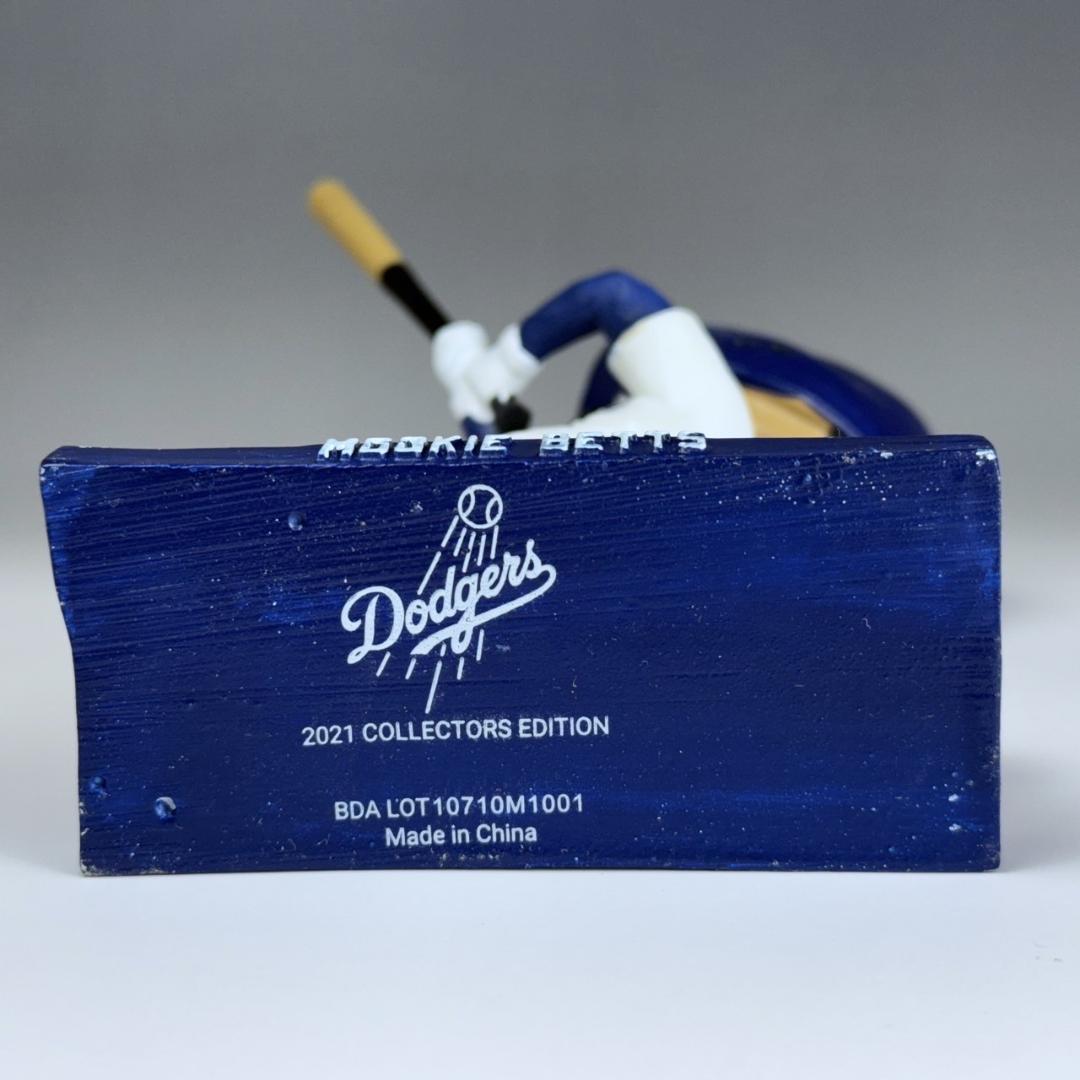 MOOKIE BETTS
Dodgers
2021 COLLECTORS EDITION
BDA LOT10710M1001
Made in China